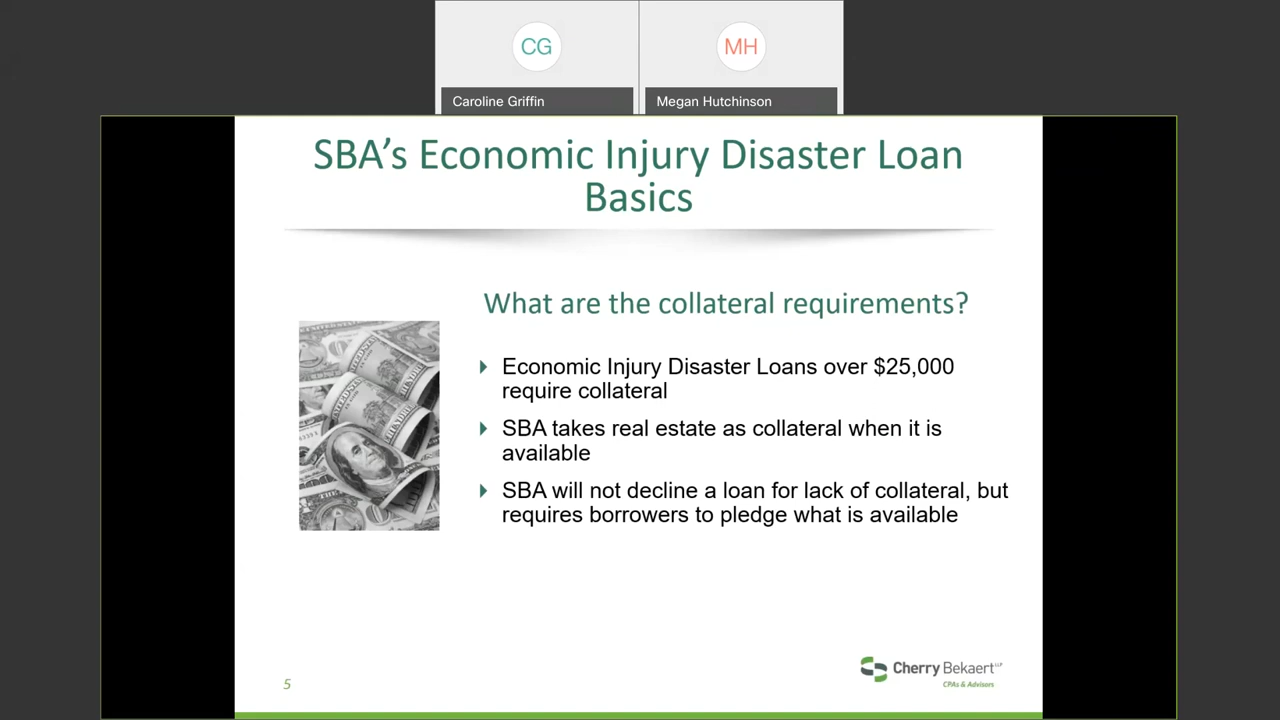 CG
MH
Caroline Griffin
Megan Hutchinson
SBA’s Economic Injury Disaster Loan
Basics
What are the collateral requirements?
Economic Injury Disaster Loans over $25,000
require collateral
SBA takes real estate as collateral when it is
available
SBA will not decline a loan for lack of collateral, but
requires borrowers to pledge what is available
Cherry Bekaert LLP
CPAs & Advisors
5